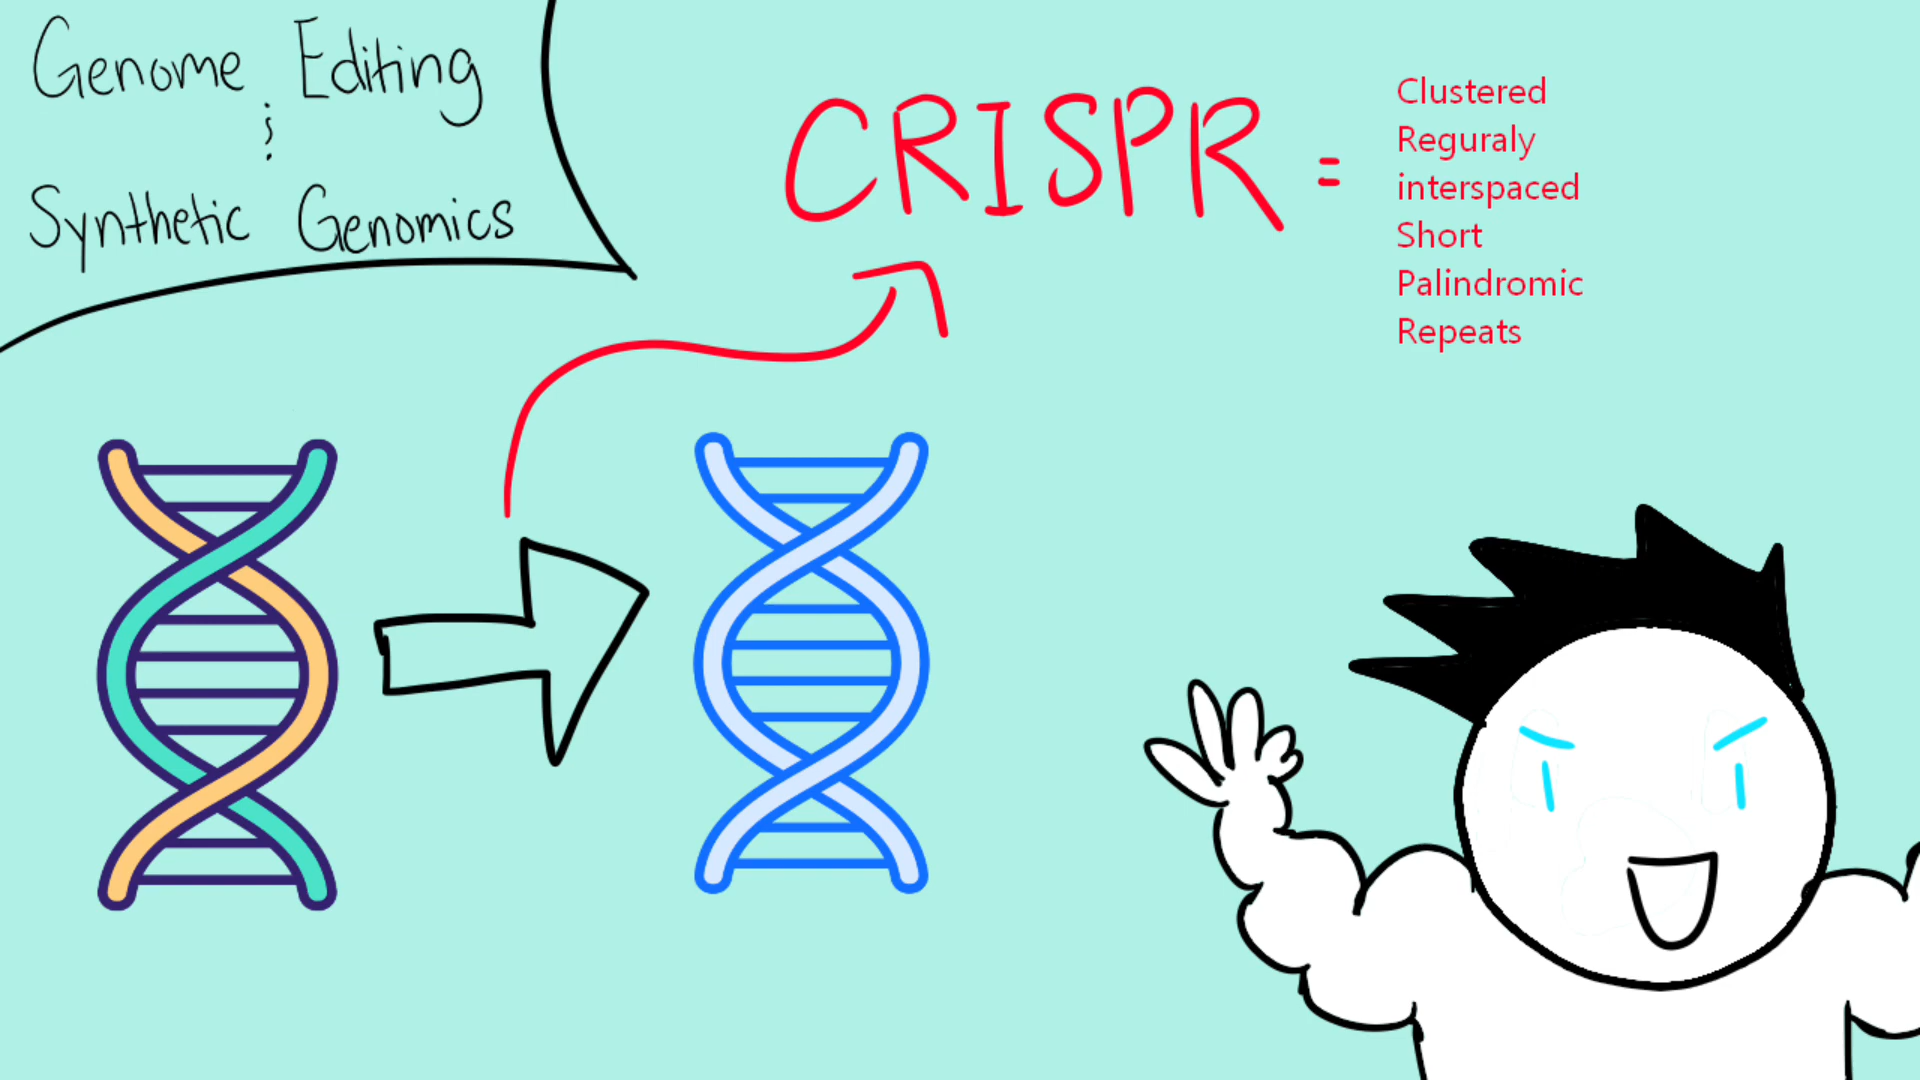 Genome Editing
;
Synthetic Genomics
CRISPR =
Clustered
Reguraly
interspaced
Short
Palindromic
Repeats